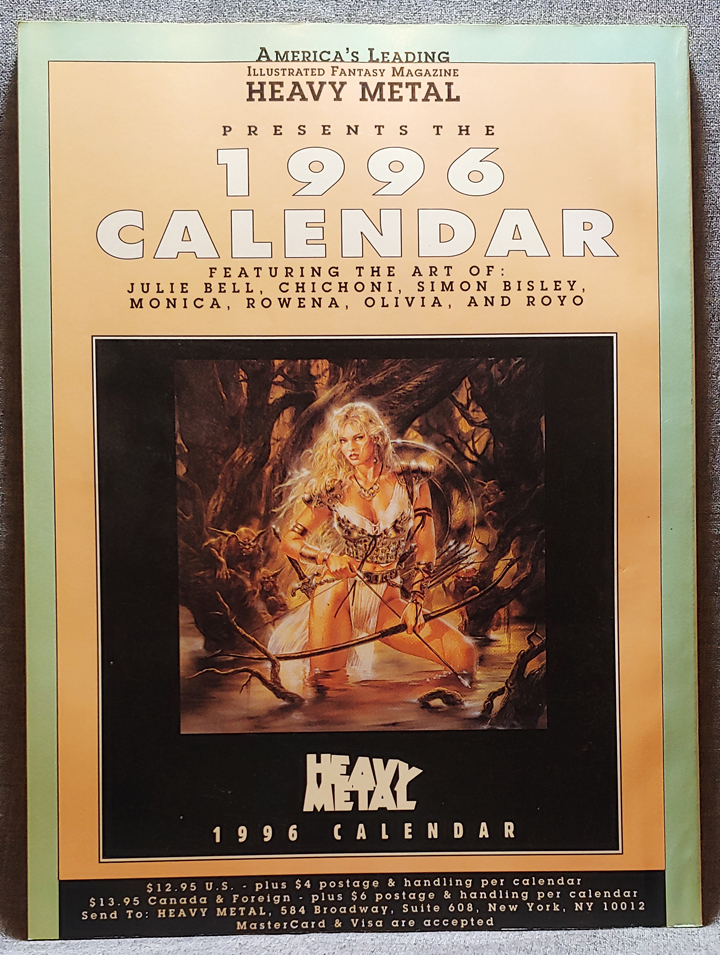 AMERICA'S LEADING
ILLUSTRATED FANTASY MAGAZINE
HEAVY METAL
PRESENTS THE
1996
CALENDAR
FEATURING THE ART OF:
JULIE BELL, CHICHONI, SIMON BISLEY,
MONICA, ROWENA, OLIVIA, AND ROYO
HEAVY
METAL
1996 CALENDAR
$12.95 U.S. - plus $4 postage & handling per calendar
$13.95 Canada & Foreign - plus $6 postage & handling per calendar
Send To: HEAVY METAL, 584 Broadway, Suite 608, New York, NY 10012
MasterCard & Visa are accepted